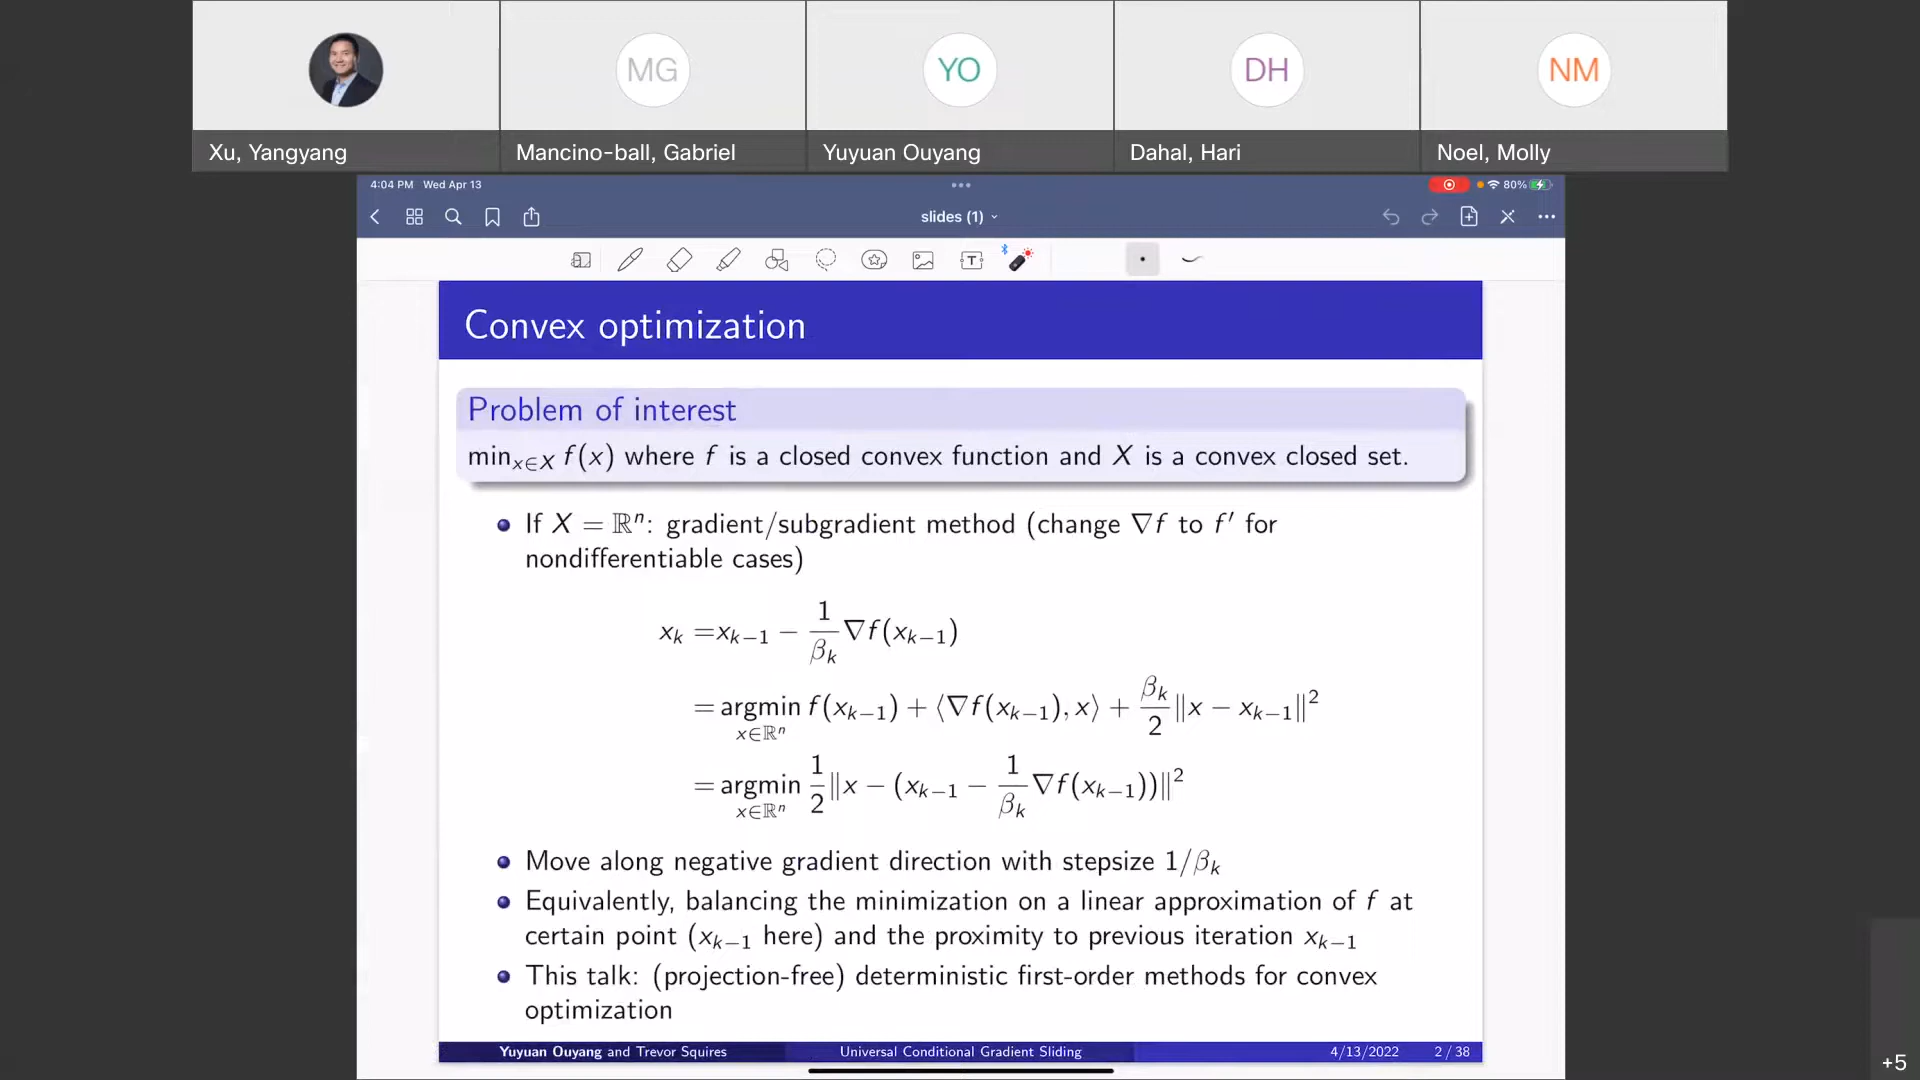 MG
YO
DH
NM
Xu, Yangyang
Mancino-ball, Gabriel
Yuyuan Ouyang
Dahal, Hari
Noel, Molly
4:04 PM Wed Apr 13
80%
slides (1)
T
Convex optimization
Problem of interest
min_{x∈X} f(x) where f is a closed convex function and X is a convex closed set.
If X = ℝⁿ: gradient/subgradient method (change ∇f to f′ for
nondifferentiable cases)
x_k = x_{k−1} − 1/β_k ∇f(x_{k−1})
= argmin_{x∈ℝⁿ} f(x_{k−1}) + ⟨∇f(x_{k−1}), x⟩ + β_k/2 ‖x − x_{k−1}‖²
= argmin_{x∈ℝⁿ} 1/2 ‖x − (x_{k−1} − 1/β_k ∇f(x_{k−1}))‖²
Move along negative gradient direction with stepsize 1/β_k
Equivalently, balancing the minimization on a linear approximation of f at
certain point (x_{k−1} here) and the proximity to previous iteration x_{k−1}
This talk: (projection-free) deterministic first-order methods for convex
optimization
Yuyuan Ouyang and Trevor Squires Universal Conditional Gradient Sliding 4/13/2022 2 / 38
+5